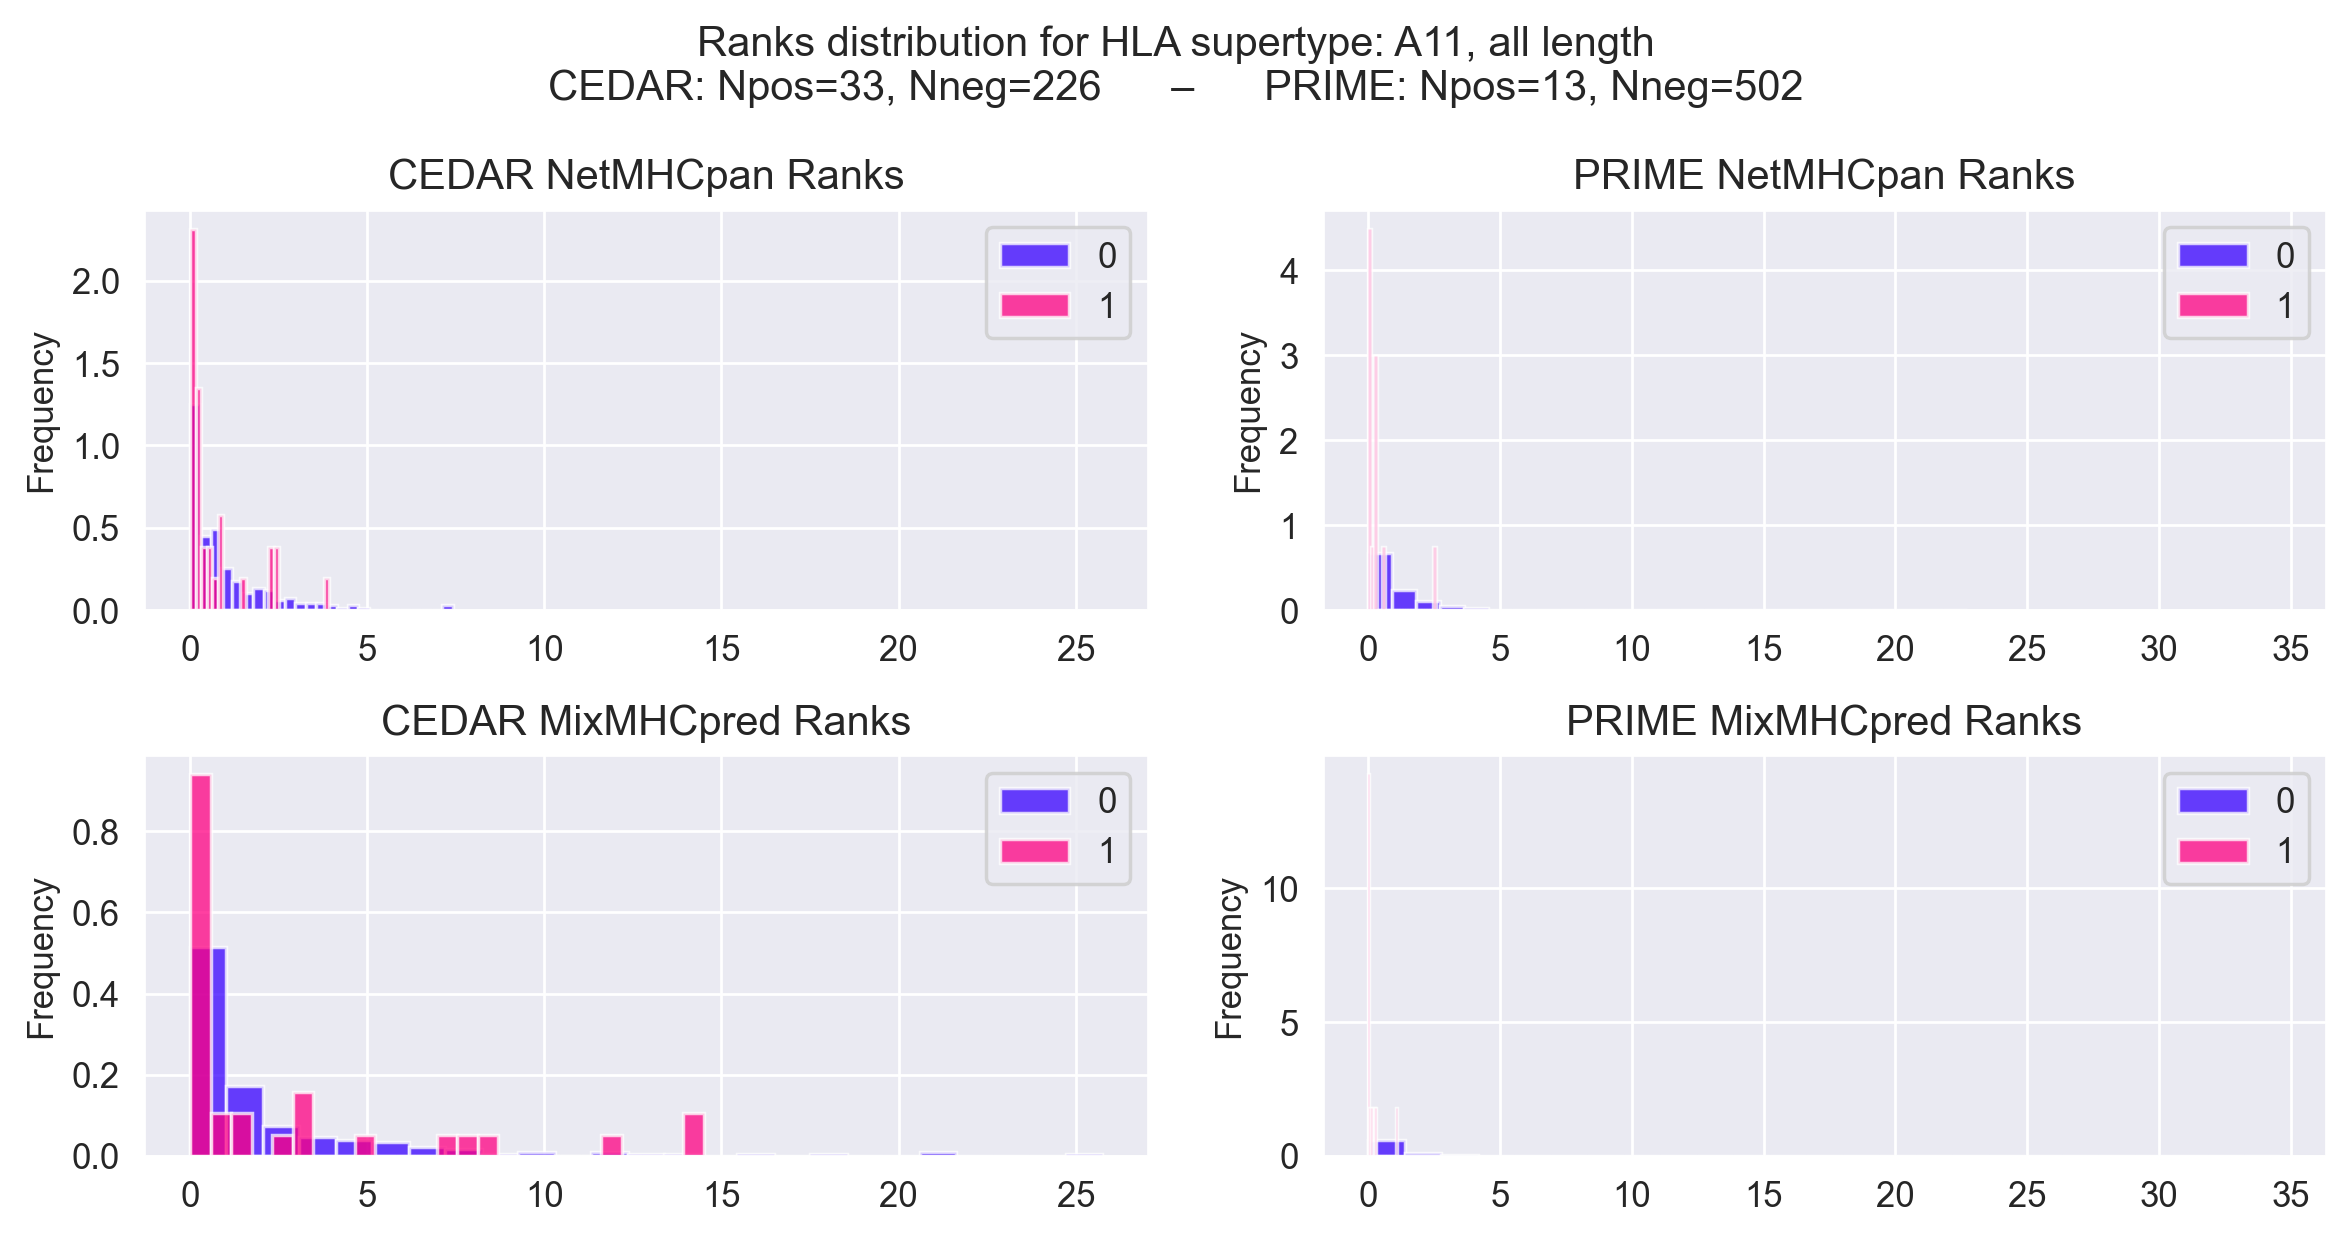 Ranks distribution for HLA supertype: A11, all length
CEDAR: Npos=33, Nneg=226 – PRIME: Npos=13, Nneg=502
CEDAR NetMHCpan Ranks
Frequency
2.0
1.5
1.0
0.5
0.0
0 5 10 15 20 25
0
1
PRIME NetMHCpan Ranks
Frequency
4
3
2
1
0
0 5 10 15 20 25 30 35
0
1
CEDAR MixMHCpred Ranks
Frequency
0.8
0.6
0.4
0.2
0.0
0 5 10 15 20 25
0
1
PRIME MixMHCpred Ranks
Frequency
10
5
0
0 5 10 15 20 25 30 35
0
1